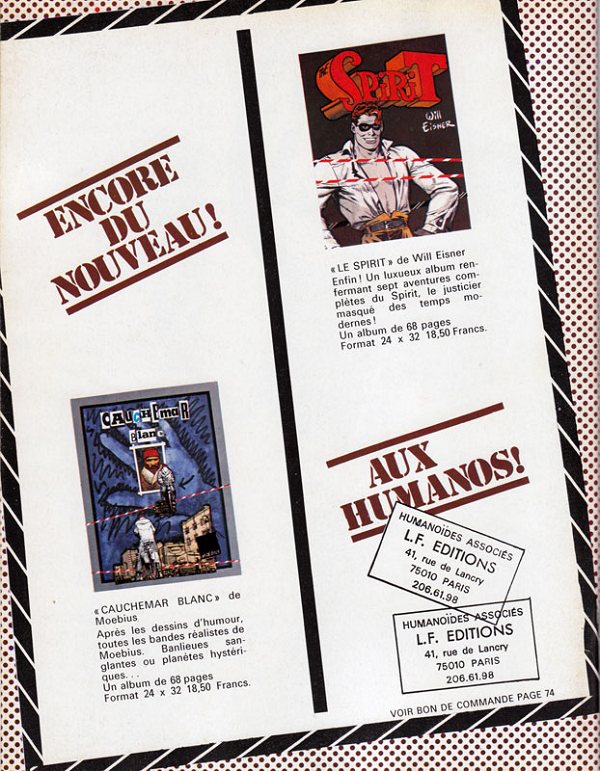 ENCORE
DU
NOUVEAU!
THE
SPIRIT
Will
EISNER
«LE SPIRIT» de Will Eisner
Enfin! Un luxueux album ren-
fermant sept aventures com-
plètes du Spirit, le justicier
masqué des temps mo-
dernes!
Un album de 68 pages
Format 24 x 32 18,50 Francs.
CAUCHEMAR
Blanc
«CAUCHEMAR BLANC» de
Moebius
Après les dessins d'humour,
toutes les bandes réalistes de
Moebius. Banlieues san-
glantes ou planètes hystéri-
ques...
Un album de 68 pages
Format 24 x 32 18,50 Francs.
AUX
HUMANOS!
HUMANOÏDES ASSOCIÉS
L.F. EDITIONS
41, rue de Lancry
75010 PARIS
206.61.98
HUMANOÏDES ASSOCIÉS
L.F. EDITIONS
41, rue de Lancry
75010 PARIS
206.61.98
VOIR BON DE COMMANDE PAGE 74